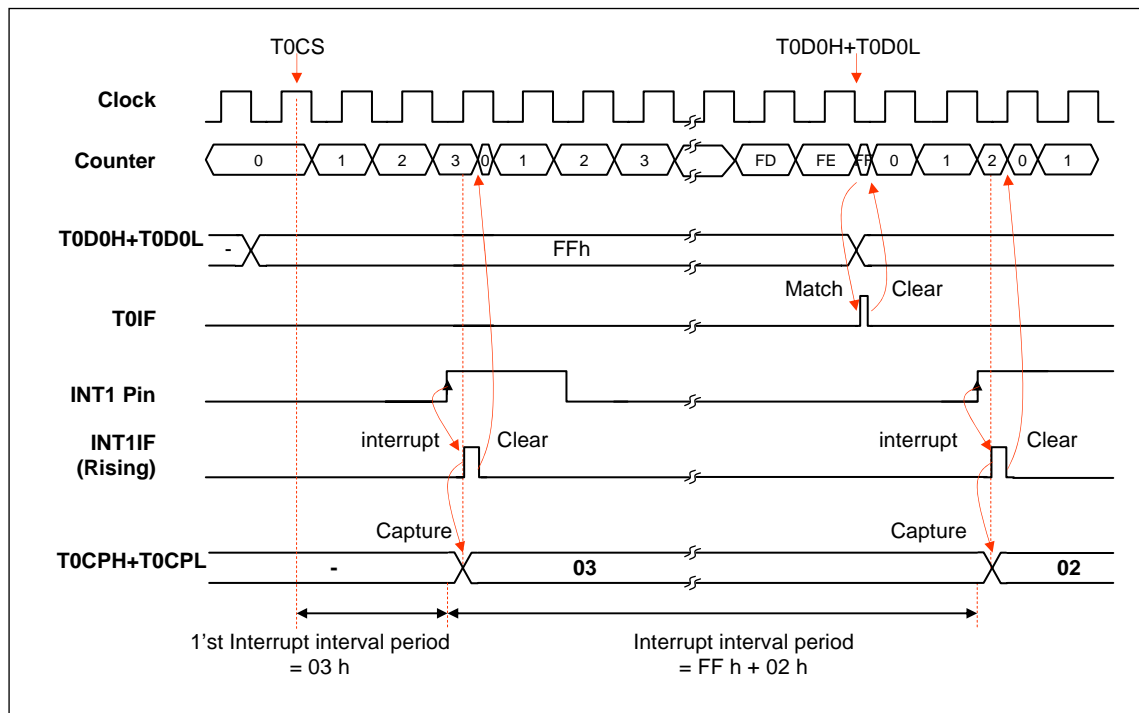 T0CS T0D0H+T0D0L
Clock
Counter 0 1 2 3 0 1 2 3 FD FE FF 0 1 2 0 1
T0D0H+T0D0L - FFh
Match Clear
T0IF
INT1 Pin
interrupt Clear interrupt Clear
INT1IF
(Rising)
Capture Capture
T0CPH+T0CPL - 03 02
1'st Interrupt interval period
= 03 h
Interrupt interval period
= FF h + 02 h